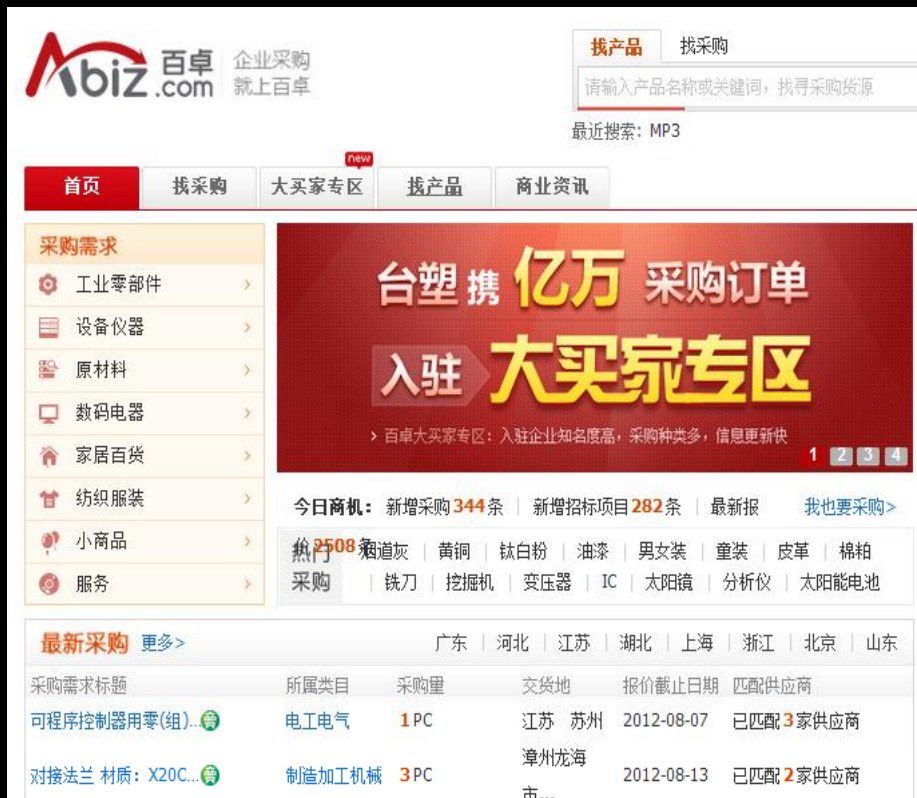 Abiz 百卓 .com 企业采购
就上百卓
找产品 找采购
请输入产品名称或关键词，找寻采购货源
最近搜索：MP3
new
首页 找采购 大买家专区 找产品 商业资讯
采购需求
工业零部件
设备仪器
原材料
数码电器
家居百货
纺织服装
小商品
服务
台塑携亿万采购订单
入驻大买家专区
百卓大买家专区：入驻企业知名度高，采购种类多，信息更新快
1 2 3 4
今日商机： 新增采购344条 新增招标项目282条 最新报 我也要采购>
价2508条
热门采购
烟道灰 黄铜 钛白粉 油漆 男女装 童装 皮革 棉粕
铣刀 挖掘机 变压器 IC 太阳镜 分析仪 太阳能电池
最新采购 更多> 广东 河北 江苏 湖北 上海 浙江 北京 山东
采购需求标题 所属类目 采购量 交货地 报价截止日期 匹配供应商
可程序控制器用零(组)... 普 电工电气 1 PC 江苏 苏州 2012-08-07 已匹配3家供应商
对接法兰 材质：X20C... 普 制造加工机械 3 PC 漳州龙海市... 2012-08-13 已匹配2家供应商